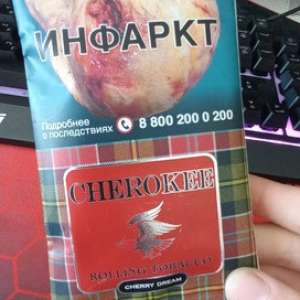 ИНФАРКТ
Подробнее
о последствиях
8 800 200 0 200
CHEROKEE
ROLLING TOBACCO
CHERRY DREAM